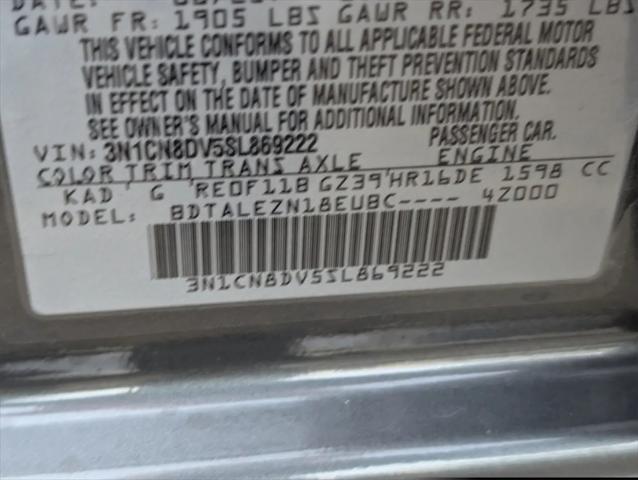 DATE:
GAWR FR: 1905 LBS GAWR RR: 1735 LBS
THIS VEHICLE CONFORMS TO ALL APPLICABLE FEDERAL MOTOR
VEHICLE SAFETY, BUMPER AND THEFT PREVENTION STANDARDS
IN EFFECT ON THE DATE OF MANUFACTURE SHOWN ABOVE.
SEE OWNER'S MANUAL FOR ADDITIONAL INFORMATION.
VIN: 3N1CN8DV5SL869222 PASSENGER CAR.
COLOR TRIM TRANS AXLE ENGINE
KAD G RE0F11B GZ39 HR16DE 1598 CC
MODEL: BDTALEZN18EUBC---- 42000
3N1CN8DV5SL869222